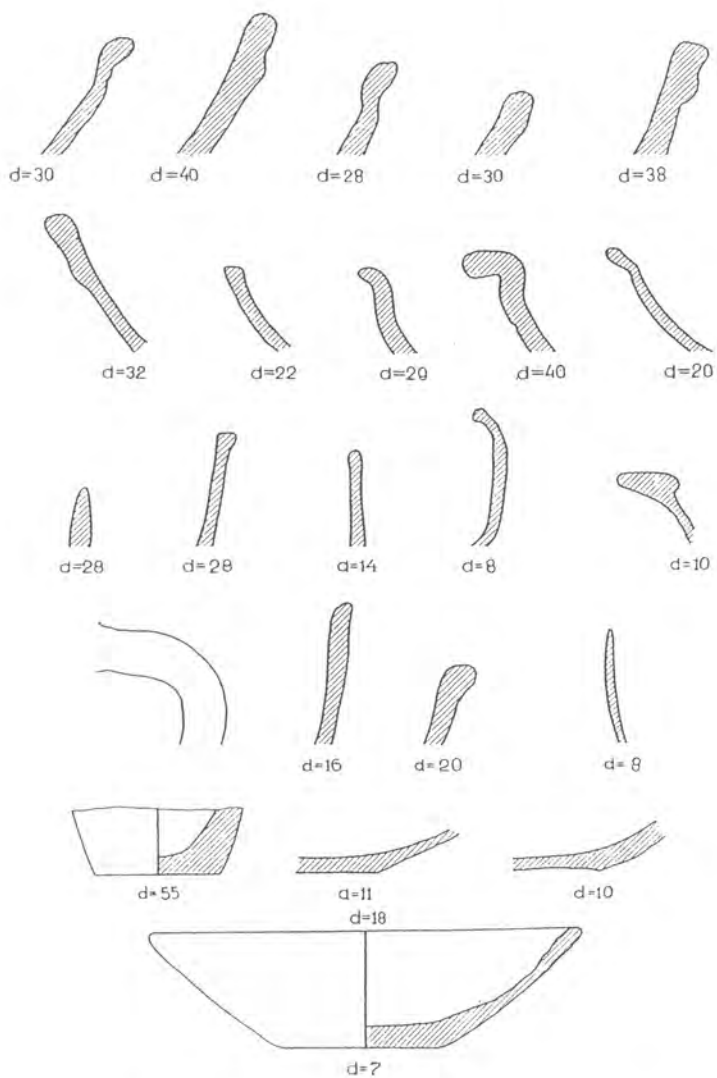 d=30 d=40 d=28 d=30 d=38
d=32 d=22 d=29 d=40 d=20
d=28 d=28 d=14 d=8 d=10
d=16 d=20 d=8
d=55 d=11 d=10
d=18
d=7